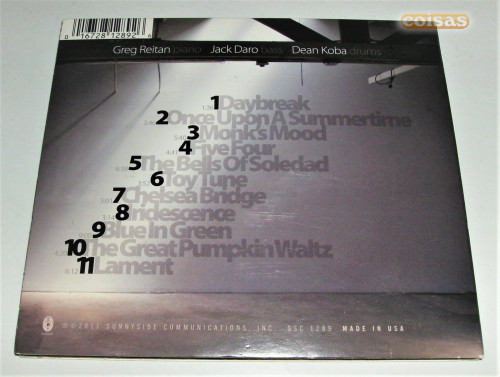 coisas
0 16728 12892 6
Greg Reitan piano Jack Daro bass Dean Koba drums
1 Daybreak
2 Once Upon A Summertime
3 Monk's Mood
4 Five Four
5 The Bells Of Soledad
6 Toy Tune
7 Chelsea Bridge
8 Iridescence
9 Blue In Green
10 The Great Pumpkin Waltz
11 Lament
℗©2011 SUNNYSIDE COMMUNICATIONS, INC. SSC 1289 MADE IN USA